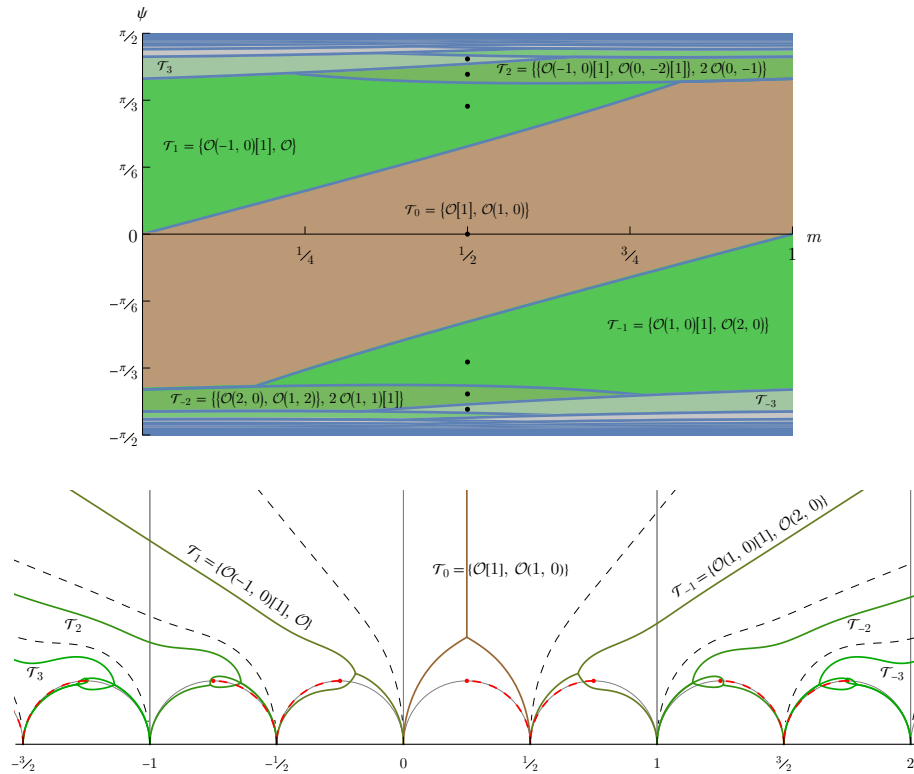 ψ
π/2
𝒯₃
𝒯₂ = {{𝒪(-1, 0)[1], 𝒪(0, -2)[1]}, 2 𝒪(0, -1)}
π/3
𝒯₁ = {𝒪(-1, 0)[1], 𝒪}
π/6
𝒯₀ = {𝒪[1], 𝒪(1, 0)}
0
m
1/4
1/2
3/4
1
-π/6
𝒯₋₁ = {𝒪(1, 0)[1], 𝒪(2, 0)}
-π/3
𝒯₋₂ = {{𝒪(2, 0), 𝒪(1, 2)}, 2 𝒪(1, 1)[1]}
𝒯₋₃
-π/2
𝒯₁ = {𝒪(-1, 0)[1], 𝒪}
𝒯₀ = {𝒪[1], 𝒪(1, 0)}
𝒯₋₁ = {𝒪(1, 0)[1], 𝒪(2, 0)}
𝒯₂
𝒯₋₂
𝒯₃
𝒯₋₃
-3/2
-1
-1/2
0
1/2
1
3/2
2